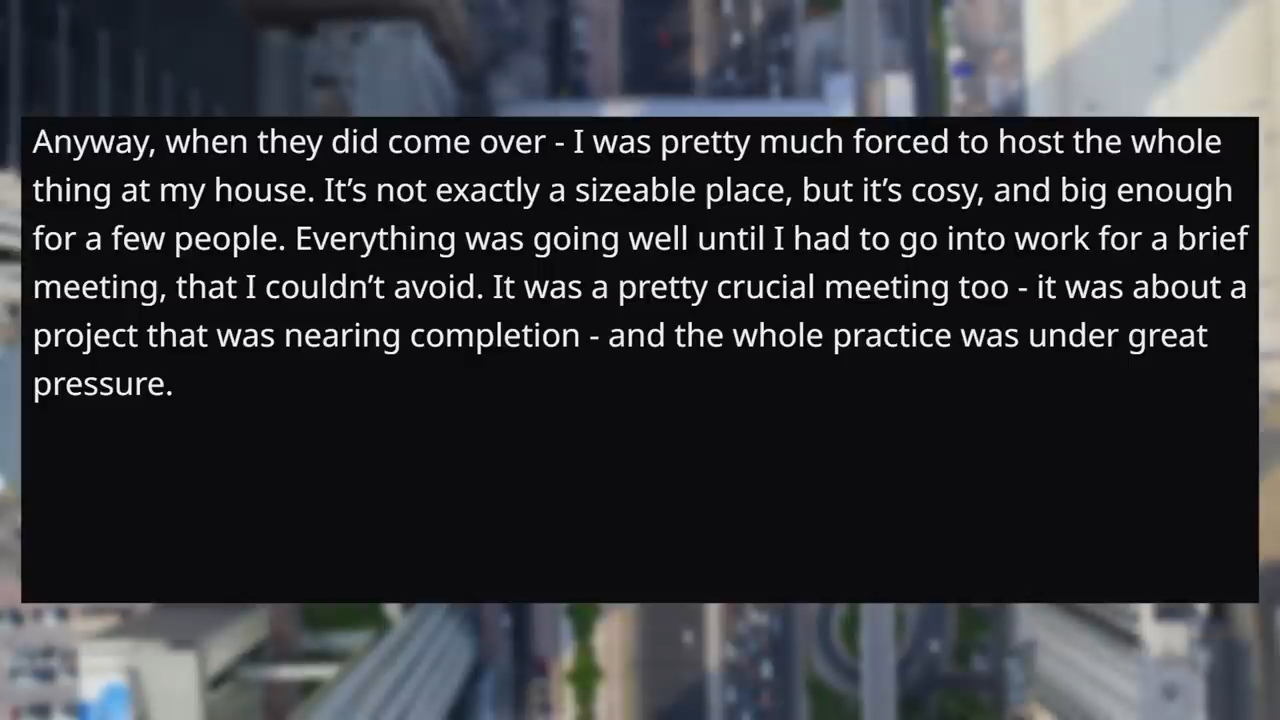 Anyway, when they did come over - I was pretty much forced to host the whole
thing at my house. It’s not exactly a sizeable place, but it’s cosy, and big enough
for a few people. Everything was going well until I had to go into work for a brief
meeting, that I couldn’t avoid. It was a pretty crucial meeting too - it was about a
project that was nearing completion - and the whole practice was under great
pressure.